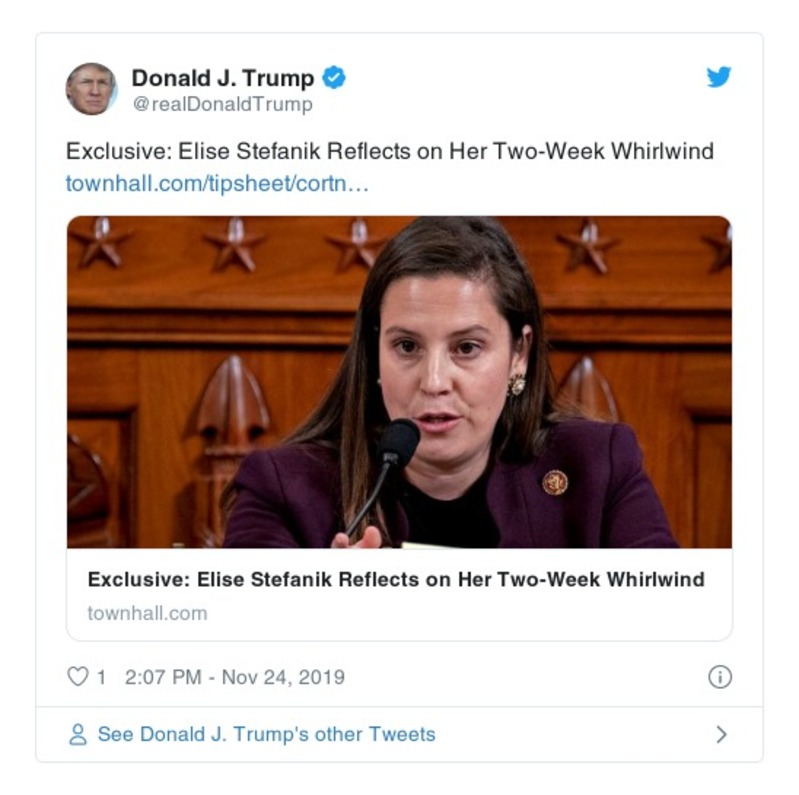 Donald J. Trump
@realDonaldTrump
Exclusive: Elise Stefanik Reflects on Her Two-Week Whirlwind
townhall.com/tipsheet/cortn…
Exclusive: Elise Stefanik Reflects on Her Two-Week Whirlwind
townhall.com
1 2:07 PM - Nov 24, 2019
See Donald J. Trump's other Tweets